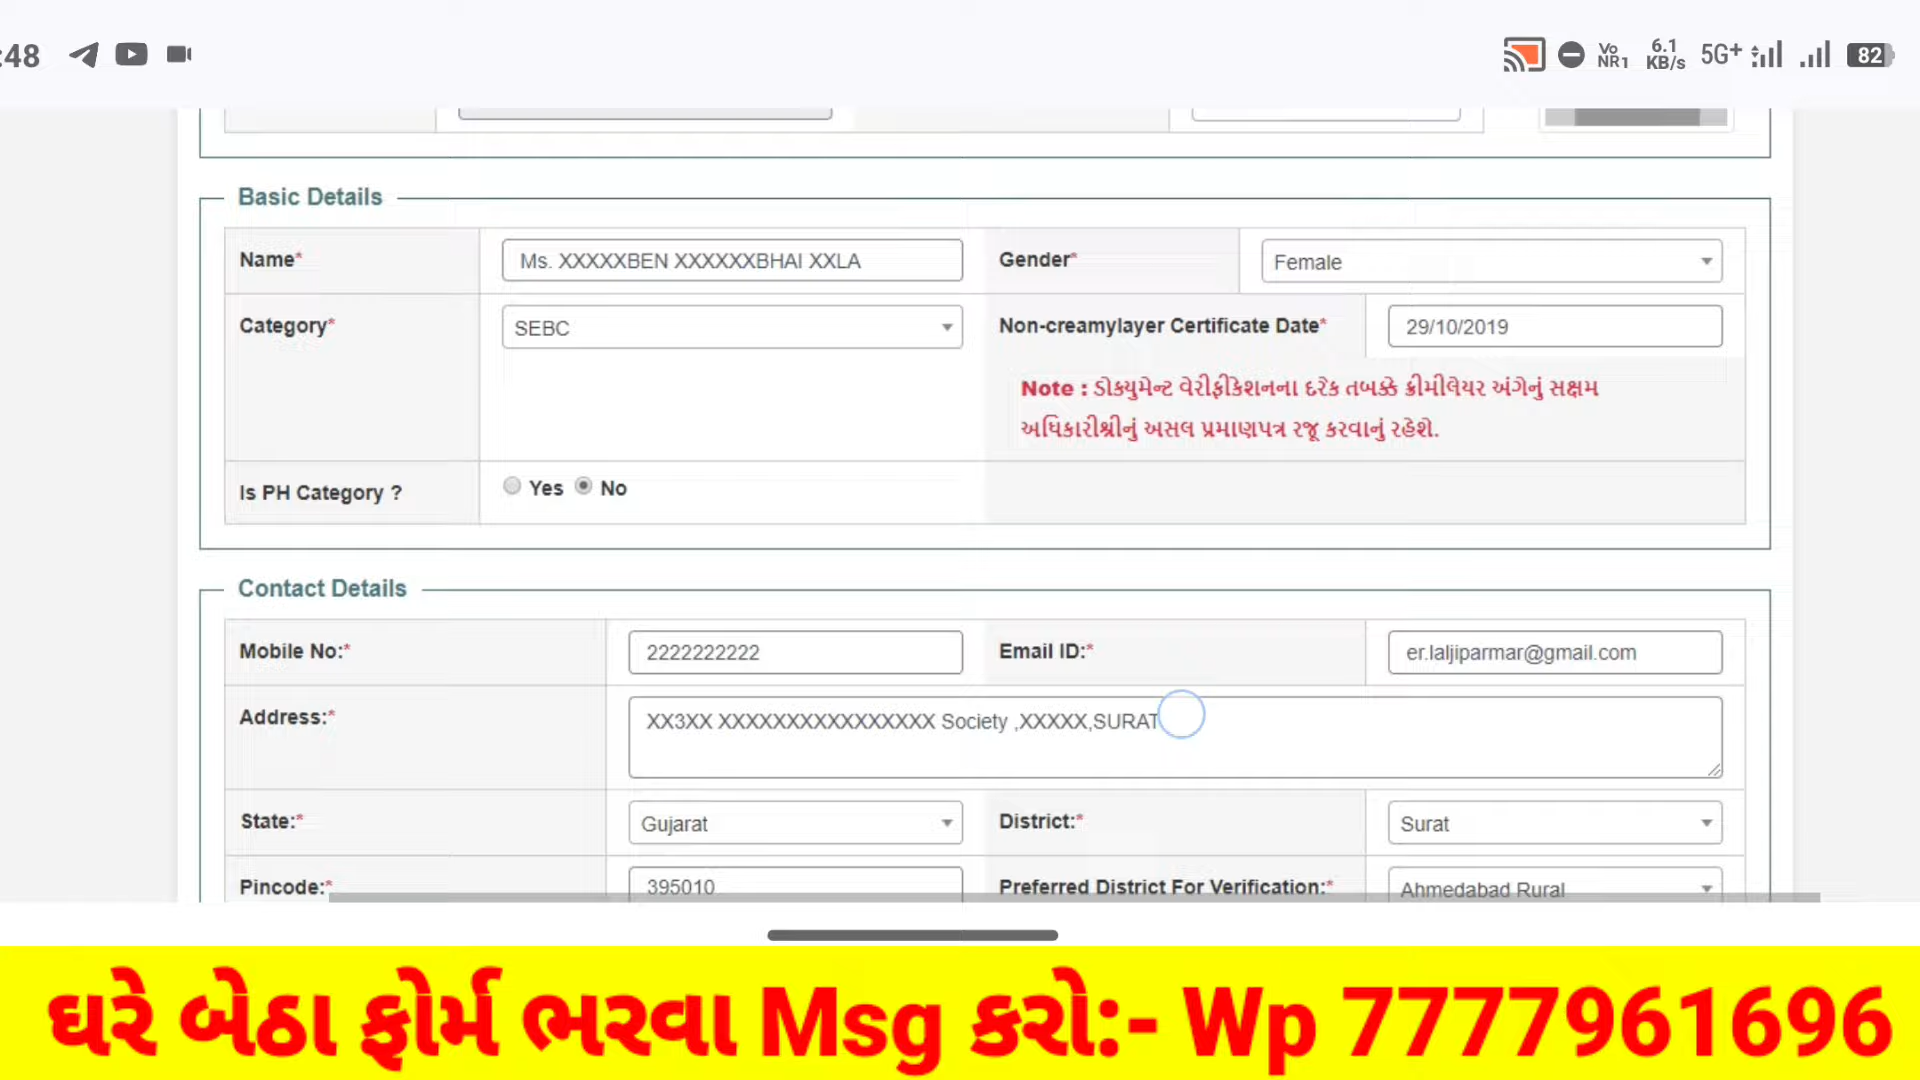 :48 Vo NR1 6.1 KB/s 5G+ 82
Basic Details
Name* Ms. XXXXXBEN XXXXXXBHAI XXLA Gender* Female
Category* SEBC Non-creamylayer Certificate Date* 29/10/2019
Note : ડોક્યુમેન્ટ વેરીફીકેશનના દરેક તબક્કે ક્રીમીલેયર અંગેનું સક્ષમ
અધિકારીશ્રીનું અસલ પ્રમાણપત્ર રજૂ કરવાનું રહેશે.
Is PH Category ? Yes No
Contact Details
Mobile No:* 2222222222 Email ID:* er.laljiparmar@gmail.com
Address:* XX3XX XXXXXXXXXXXXXXXX Society ,XXXXX,SURAT
State:* Gujarat District:* Surat
Pincode:* 395010 Preferred District For Verification:* Ahmedabad Rural
ઘરે બેઠા ફોર્મ ભરવા Msg કરો:- Wp 7777961696